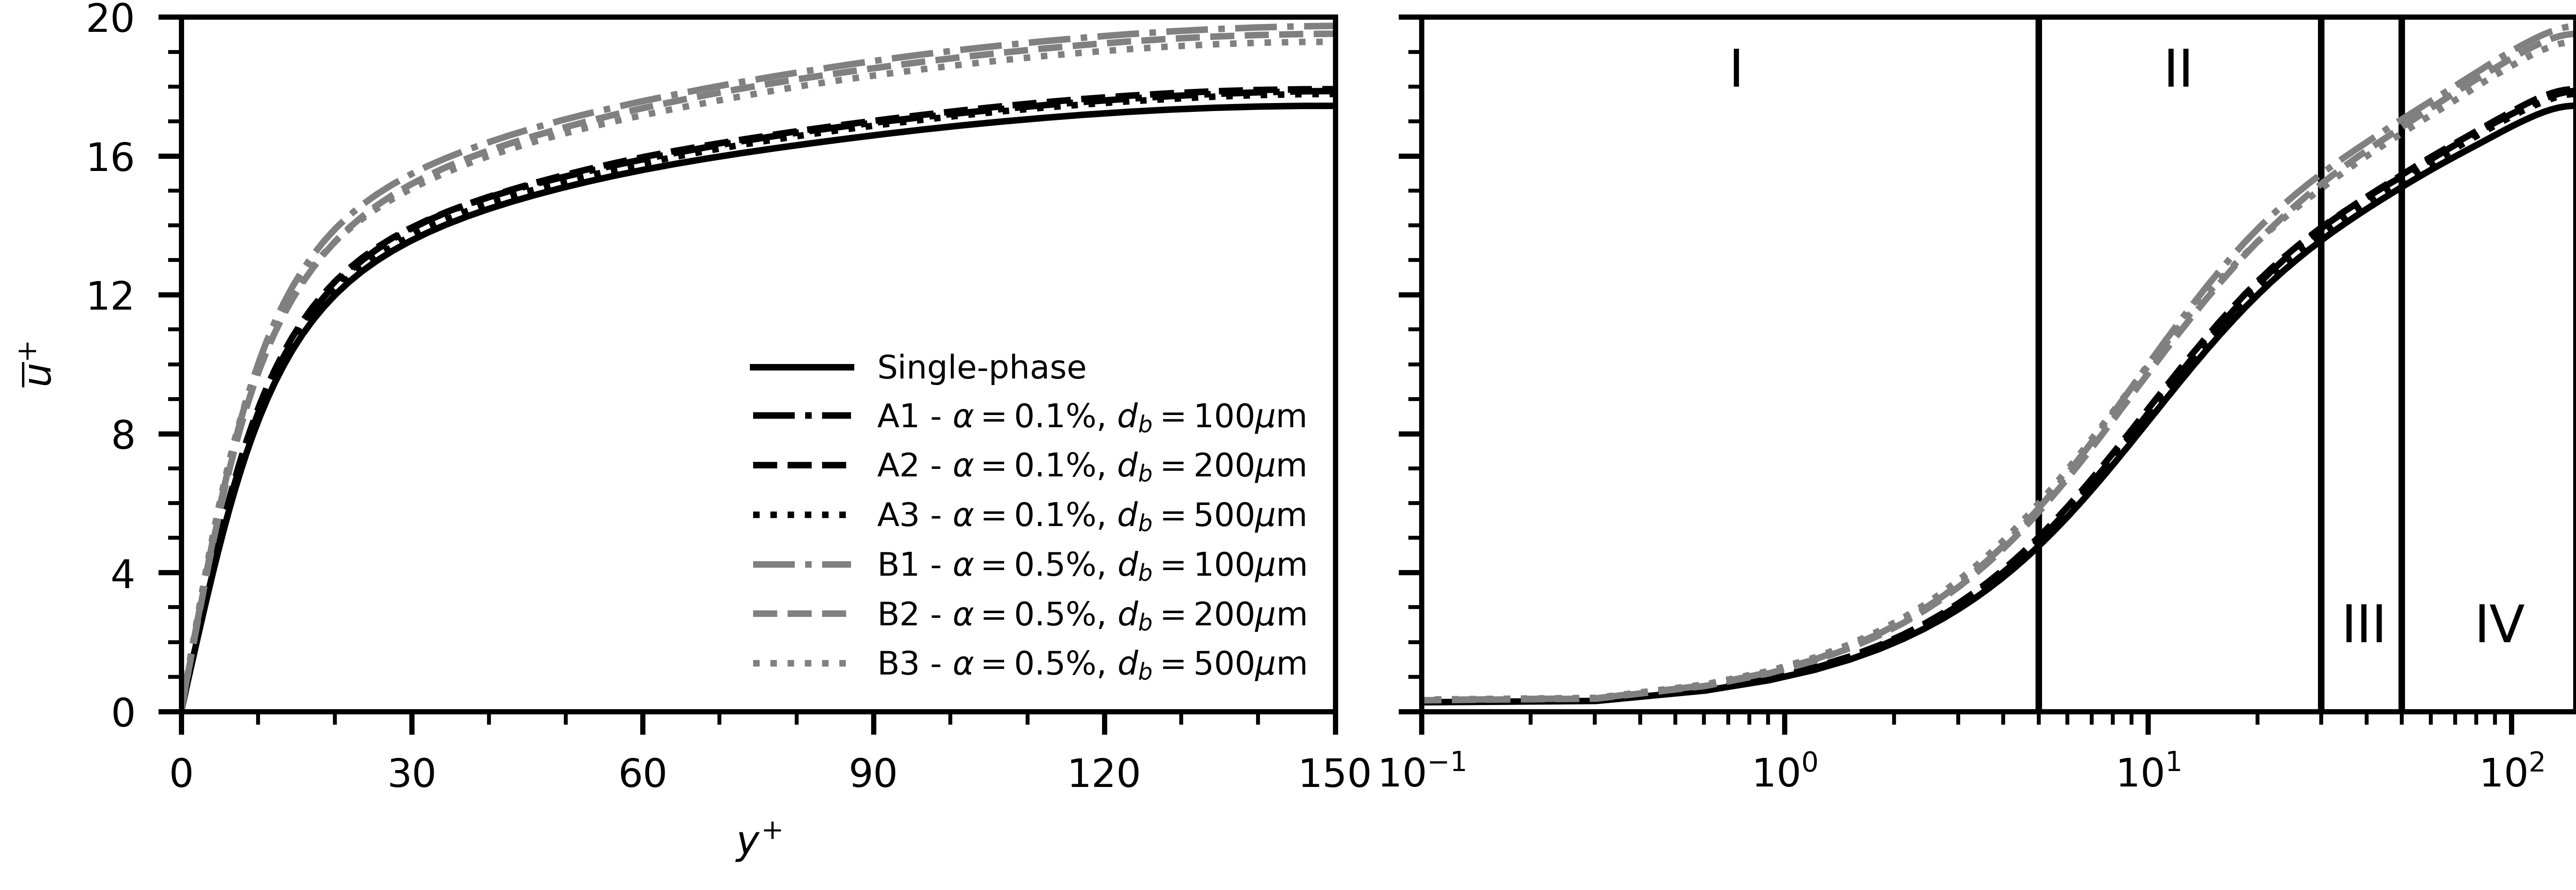 20
16
12
8
4
0
u̅⁺
0 30 60 90 120 150
y⁺
Single-phase
A1 - α = 0.1%, d_b = 100μm
A2 - α = 0.1%, d_b = 200μm
A3 - α = 0.1%, d_b = 500μm
B1 - α = 0.5%, d_b = 100μm
B2 - α = 0.5%, d_b = 200μm
B3 - α = 0.5%, d_b = 500μm
I II
III IV
10⁻¹ 10⁰ 10¹ 10²